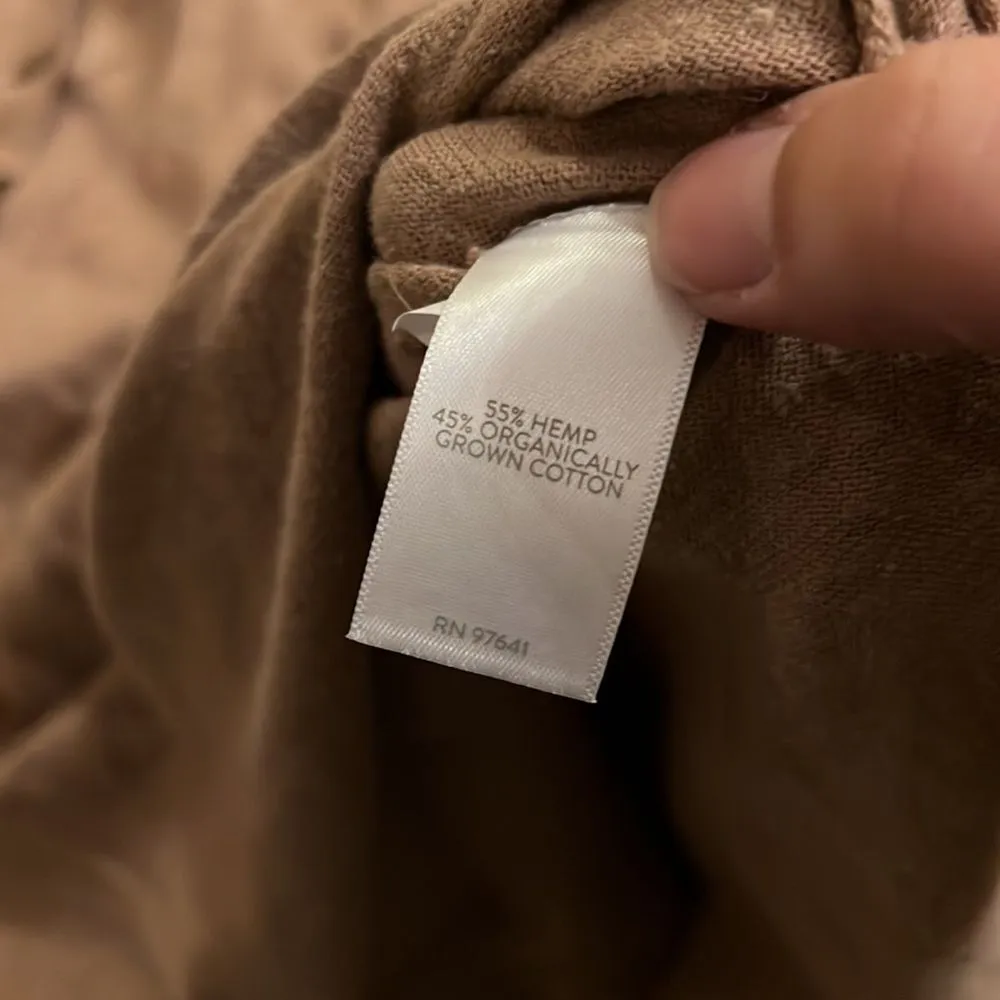 55% HEMP
45% ORGANICALLY
GROWN COTTON
RN 97641